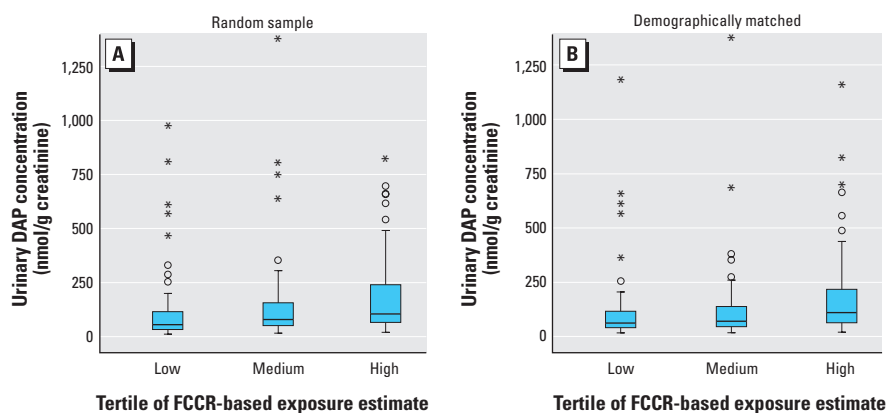 Random sample
A
Urinary DAP concentration
(nmol/g creatinine)
1,250
1,000
750
500
250
0
Low
Medium
High
Tertile of FCCR-based exposure estimate
Demographically matched
B
Urinary DAP concentration
(nmol/g creatinine)
1,250
1,000
750
500
250
0
Low
Medium
High
Tertile of FCCR-based exposure estimate